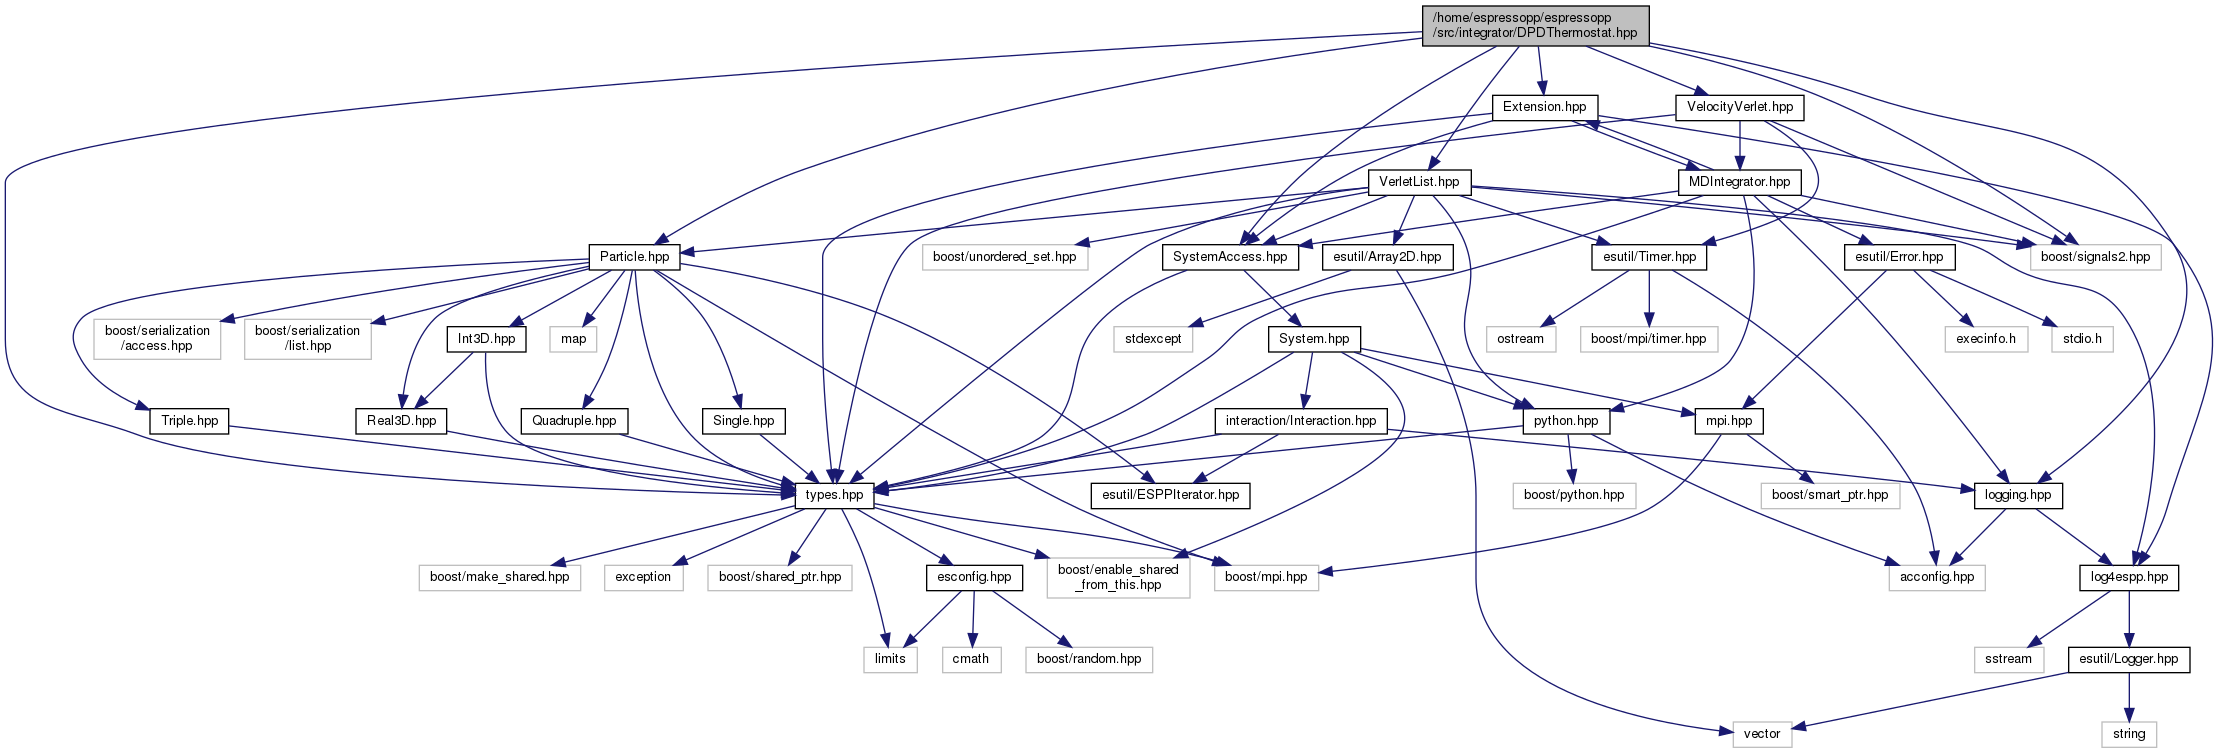 /home/espressopp/espressopp
/src/integrator/DPDThermostat.hpp
Extension.hpp
VelocityVerlet.hpp
VerletList.hpp
MDIntegrator.hpp
Particle.hpp
boost/unordered_set.hpp
SystemAccess.hpp
esutil/Array2D.hpp
esutil/Timer.hpp
esutil/Error.hpp
boost/signals2.hpp
boost/serialization
/access.hpp
boost/serialization
/list.hpp
Int3D.hpp
map
stdexcept
System.hpp
ostream
boost/mpi/timer.hpp
execinfo.h
stdio.h
Triple.hpp
Real3D.hpp
Quadruple.hpp
Single.hpp
interaction/Interaction.hpp
python.hpp
mpi.hpp
types.hpp
esutil/ESPPIterator.hpp
boost/python.hpp
boost/smart_ptr.hpp
logging.hpp
boost/make_shared.hpp
exception
boost/shared_ptr.hpp
esconfig.hpp
boost/enable_shared
_from_this.hpp
boost/mpi.hpp
acconfig.hpp
log4espp.hpp
limits
cmath
boost/random.hpp
sstream
esutil/Logger.hpp
vector
string